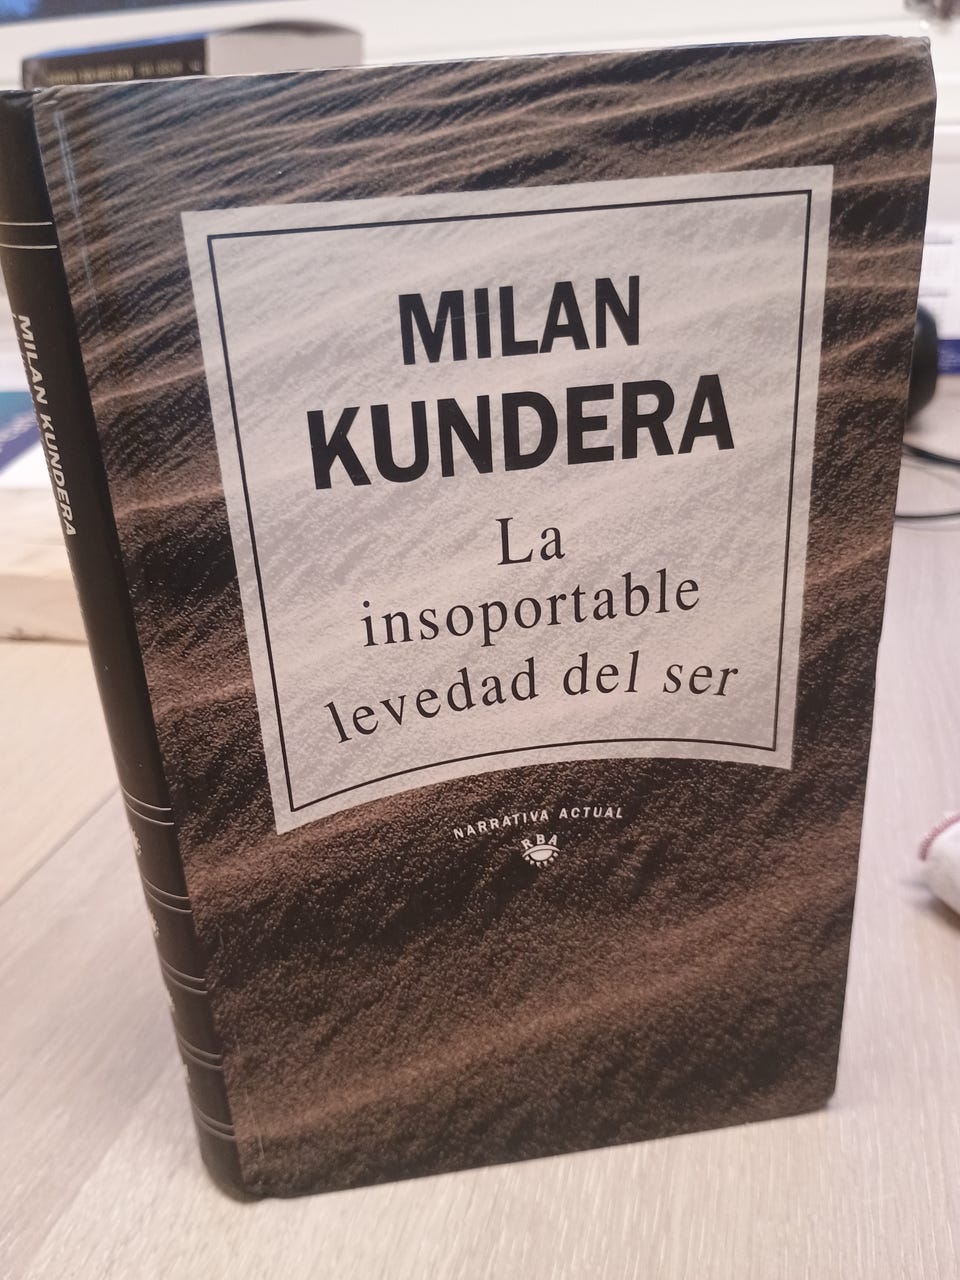 MILAN
KUNDERA
La
insoportable
levedad del ser
NARRATIVA ACTUAL
RBA
MILAN KUNDERA